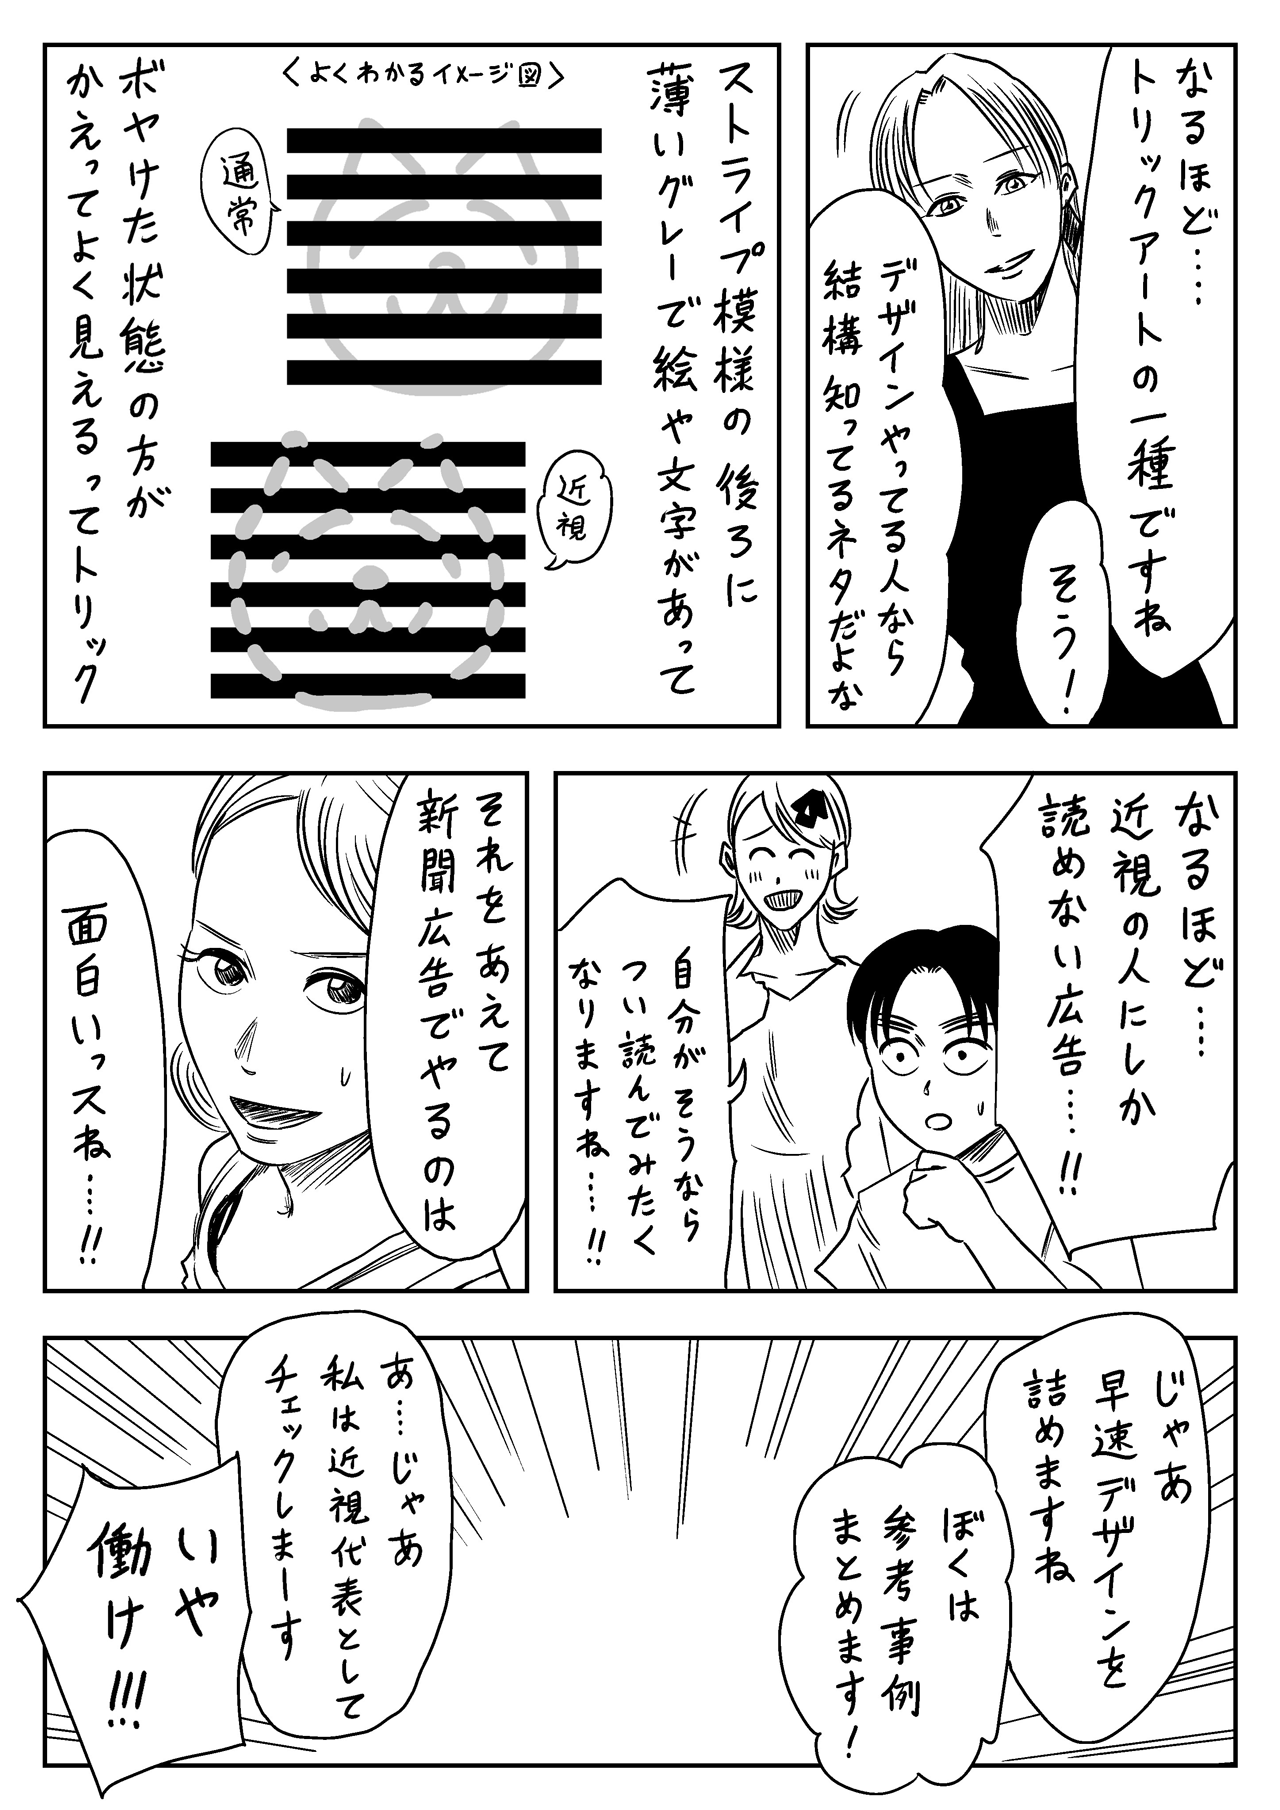 なるほど‥‥
トリックアートの一種ですね
そう！
デザインやってる人なら
結構知ってるネタだよな
ストライプ模様の後ろに
薄いグレーで絵や文字があって
〈よくわかるイメージ図〉
通常
近視
ボヤけた状態の方が
かえってよく見えるってトリック
なるほど‥‥
近視の人にしか
読めない広告‥‥!!
自分がそうなら
つい読んでみたく
なりますね‥‥!!
それをあえて
新聞広告でやるのは
面白いっスね‥‥!!
じゃあ
早速デザインを
詰めますね
ぼくは
参考事例
まとめます！
あ‥‥じゃあ
私は近視代表として
チェックしまーす
いや
働け!!!